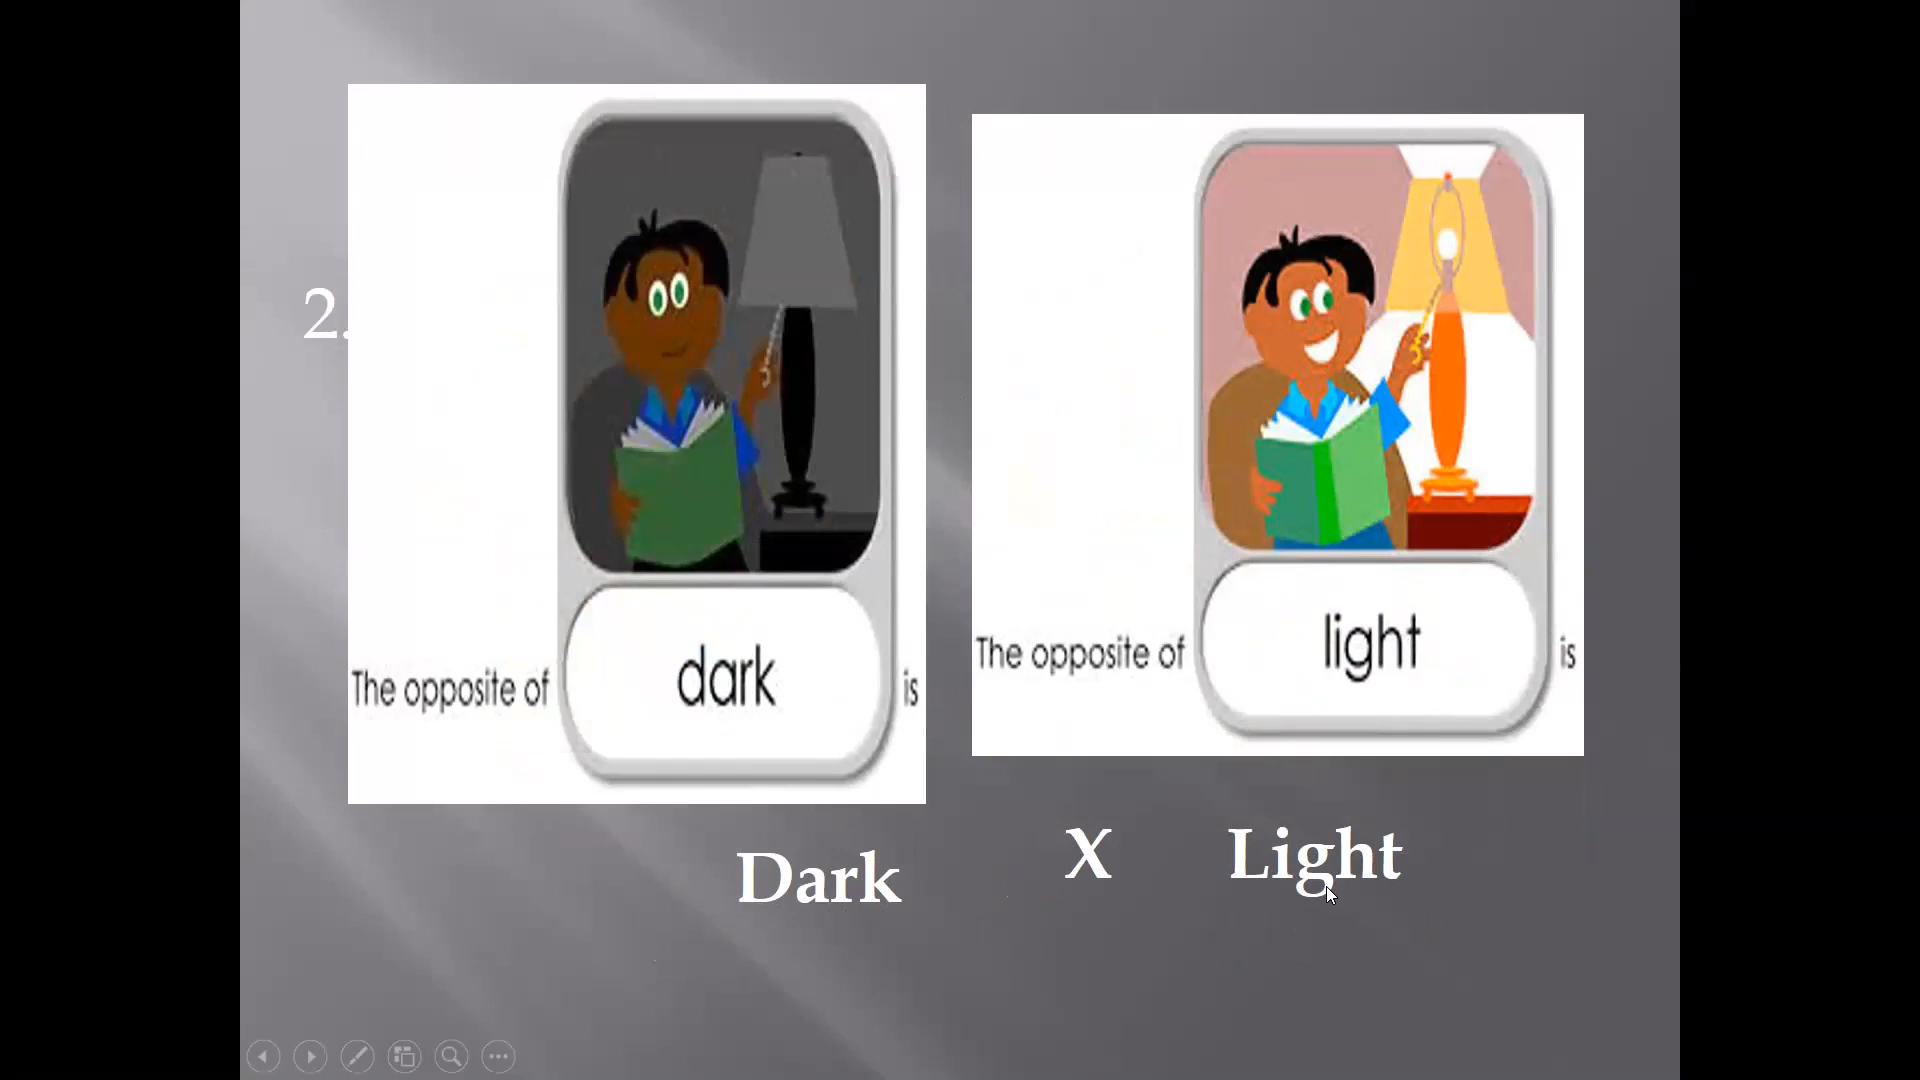 2.
The opposite of dark is
The opposite of light is
Dark X Light